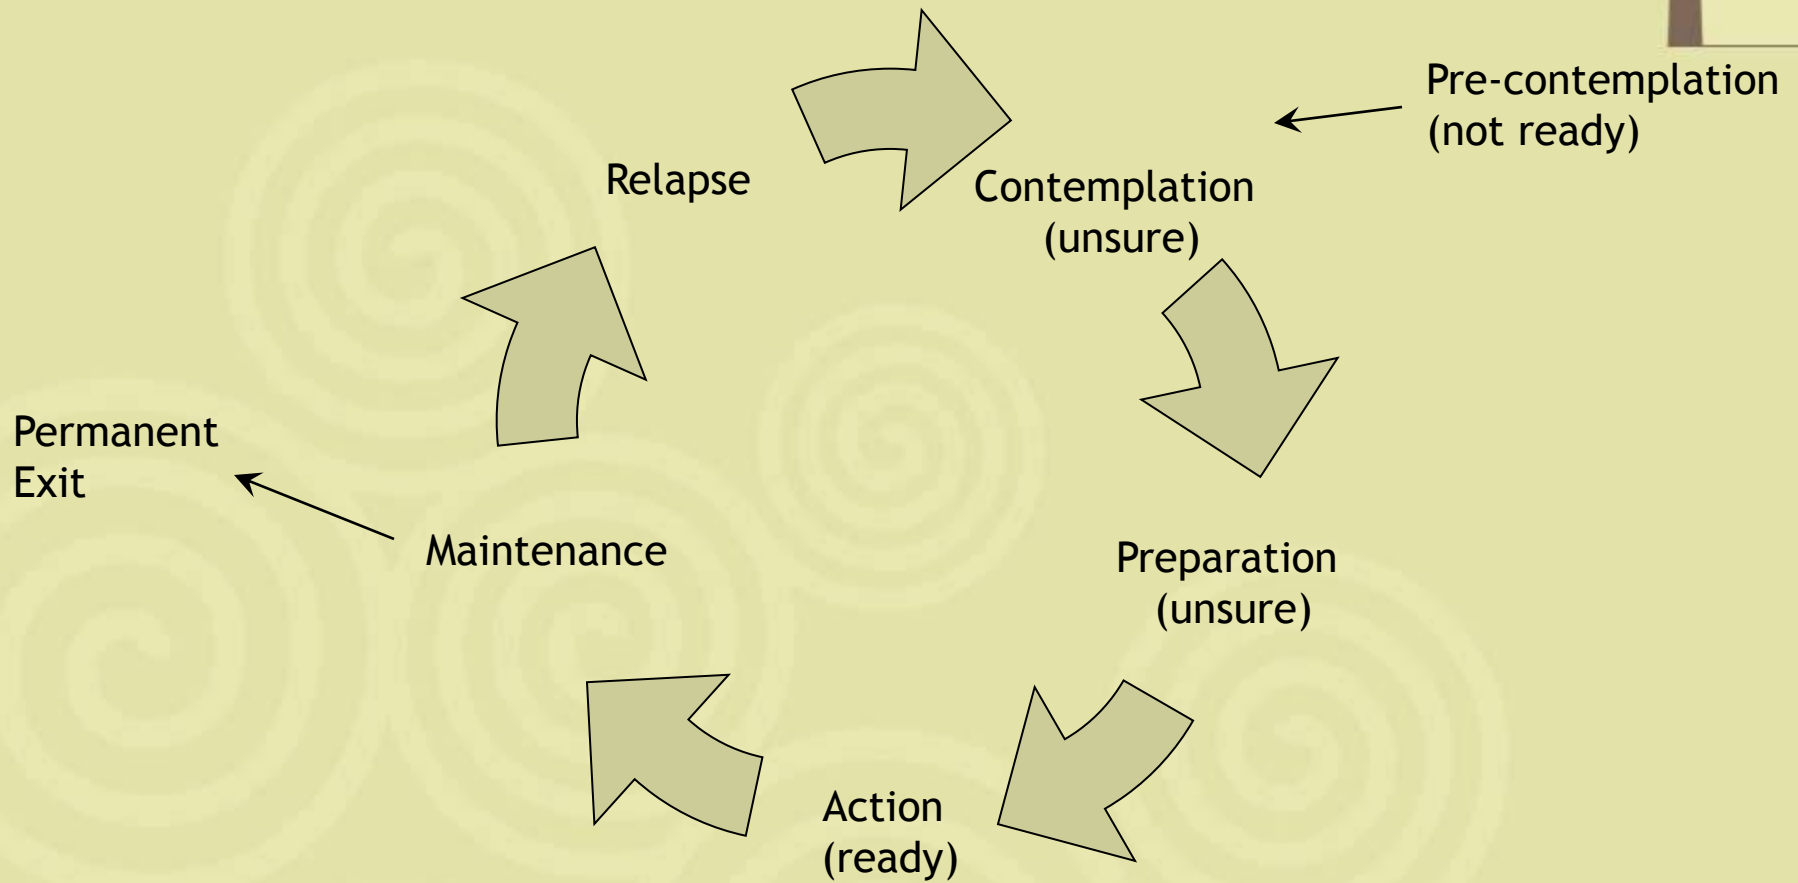 Pre-contemplation
(not ready)
Relapse
Contemplation
(unsure)
Permanent
Exit
Maintenance
Preparation
(unsure)
Action
(ready)